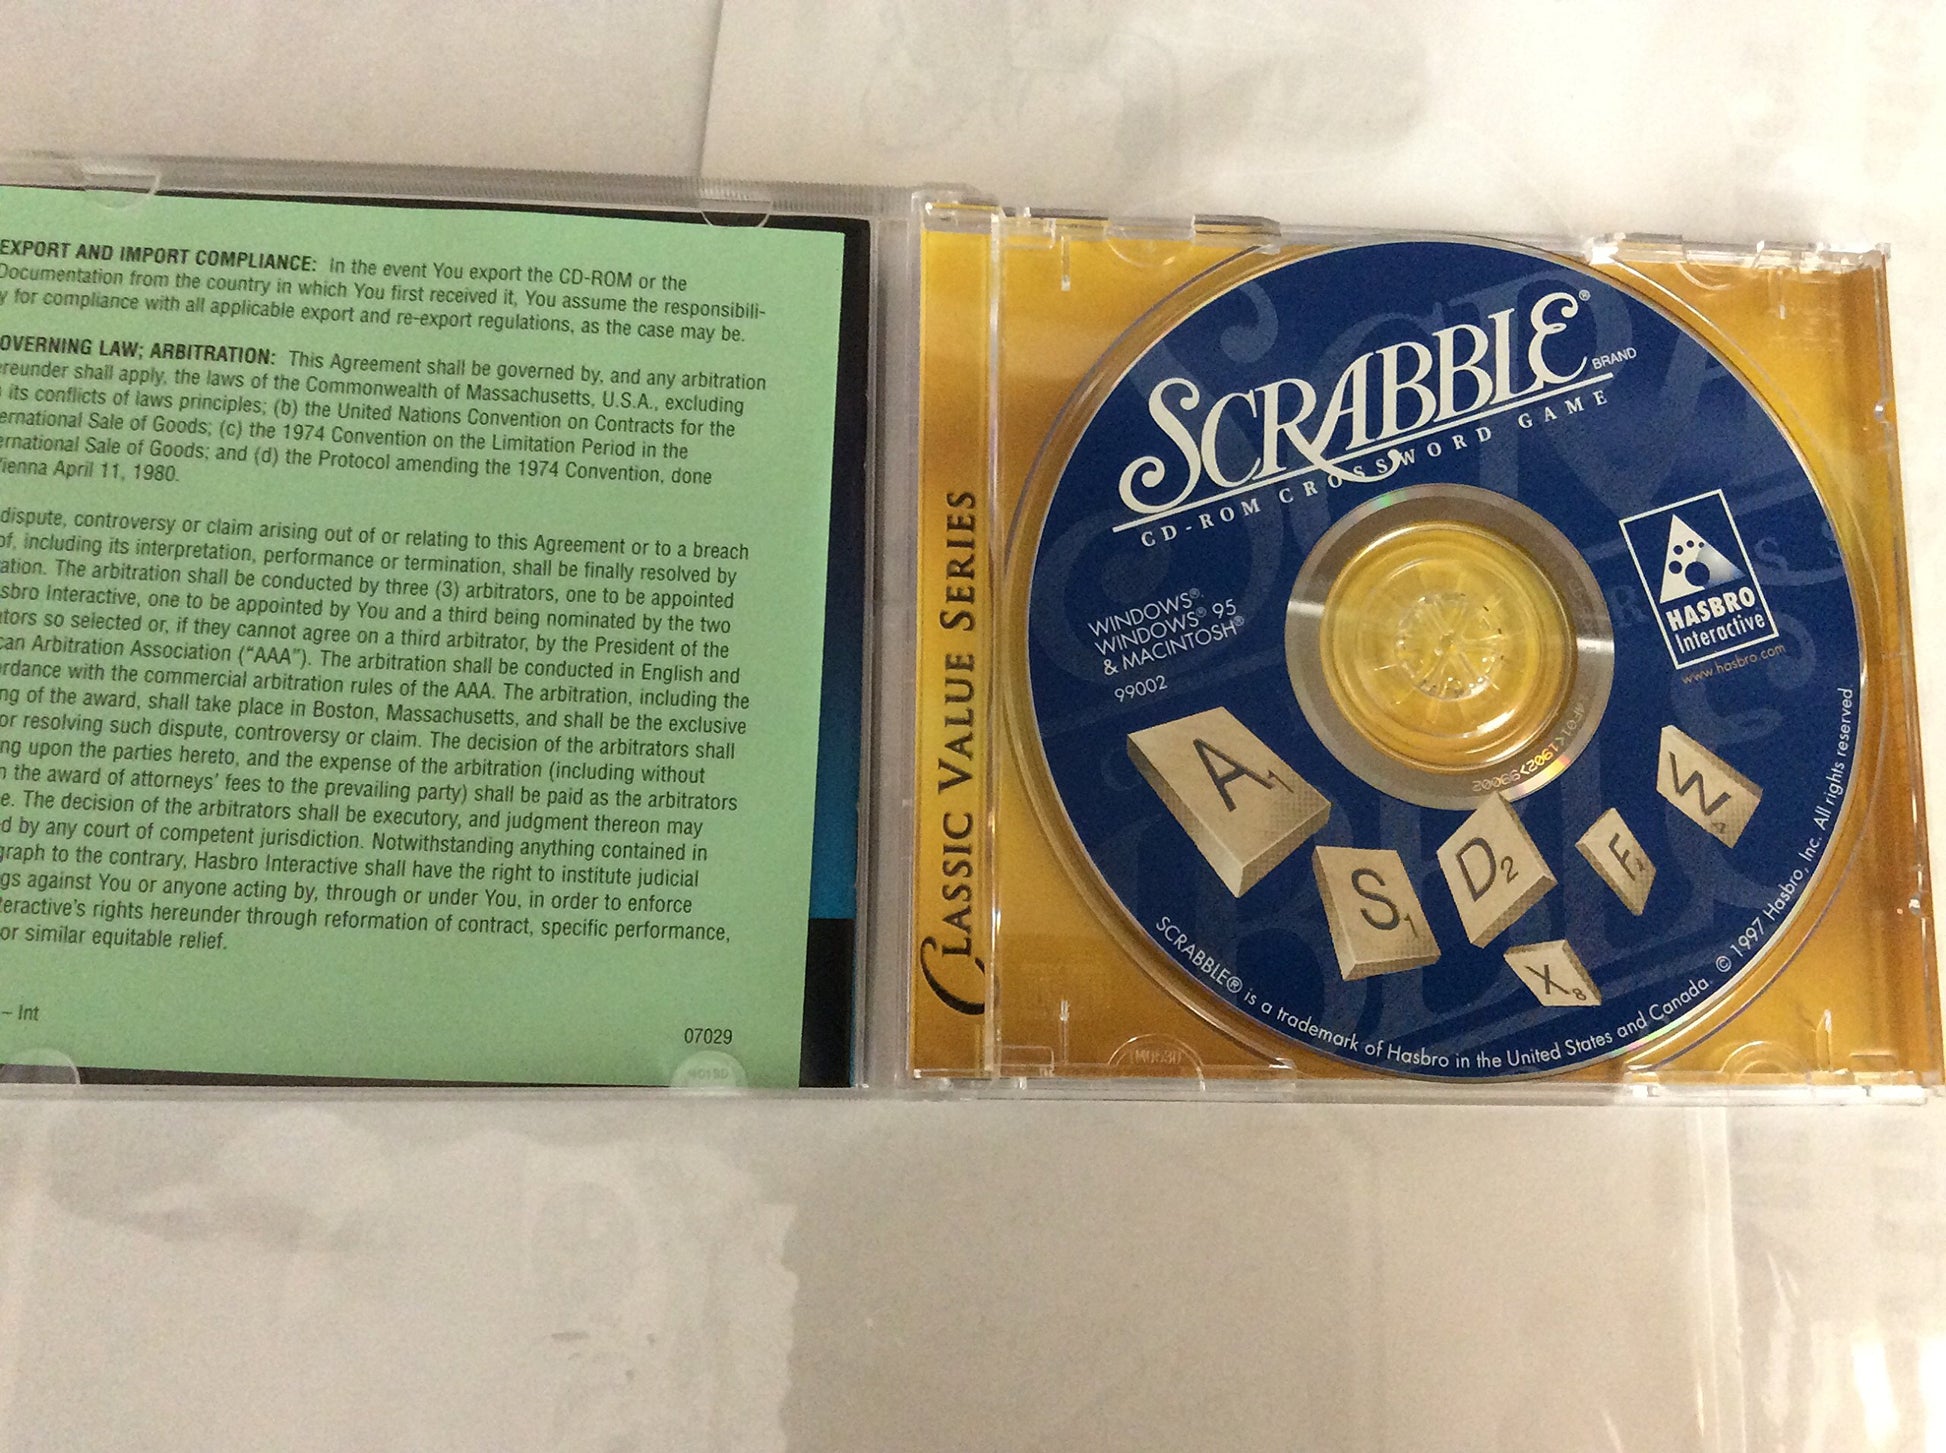 EXPORT AND IMPORT COMPLIANCE: In the event You export the CD-ROM or the
Documentation from the country in which You first received it, You assume the responsibili-
y for compliance with all applicable export and re-export regulations, as the case may be.
OVERNING LAW; ARBITRATION: This Agreement shall be governed by, and any arbitration
ereunder shall apply, the laws of the Commonwealth of Massachusetts, U.S.A., excluding
its conflicts of laws principles; (b) the United Nations Convention on Contracts for the
ernational Sale of Goods; (c) the 1974 Convention on the Limitation Period in the
ernational Sale of Goods; and (d) the Protocol amending the 1974 Convention, done
ienna April 11, 1980.
dispute, controversy or claim arising out of or relating to this Agreement or to a breach
of, including its interpretation, performance or termination, shall be finally resolved by
ation. The arbitration shall be conducted by three (3) arbitrators, one to be appointed
sbro Interactive, one to be appointed by You and a third being nominated by the two
ators so selected or, if they cannot agree on a third arbitrator, by the President of the
can Arbitration Association ("AAA"). The arbitration shall be conducted in English and
ordance with the commercial arbitration rules of the AAA. The arbitration, including the
ng of the award, shall take place in Boston, Massachusetts, and shall be the exclusive
or resolving such dispute, controversy or claim. The decision of the arbitrators shall
ng upon the parties hereto, and the expense of the arbitration (including without
n the award of attorneys' fees to the prevailing party) shall be paid as the arbitrators
e. The decision of the arbitrators shall be executory, and judgment thereon may
d by any court of competent jurisdiction. Notwithstanding anything contained in
graph to the contrary, Hasbro Interactive shall have the right to institute judicial
gs against You or anyone acting by, through or under You, in order to enforce
teractive's rights hereunder through reformation of contract, specific performance,
or similar equitable relief.
– Int
07029
CLASSIC VALUE SERIES
SCRABBLE®
BRAND
CD-ROM CROSSWORD GAME
WINDOWS®,
WINDOWS® 95
& MACINTOSH®
99002
HASBRO
Interactive
www.hasbro.com
A1
S1
D2
F4
W4
X8
SCRABBLE® is a trademark of Hasbro in the United States and Canada. © 1997 Hasbro, Inc. All rights reserved